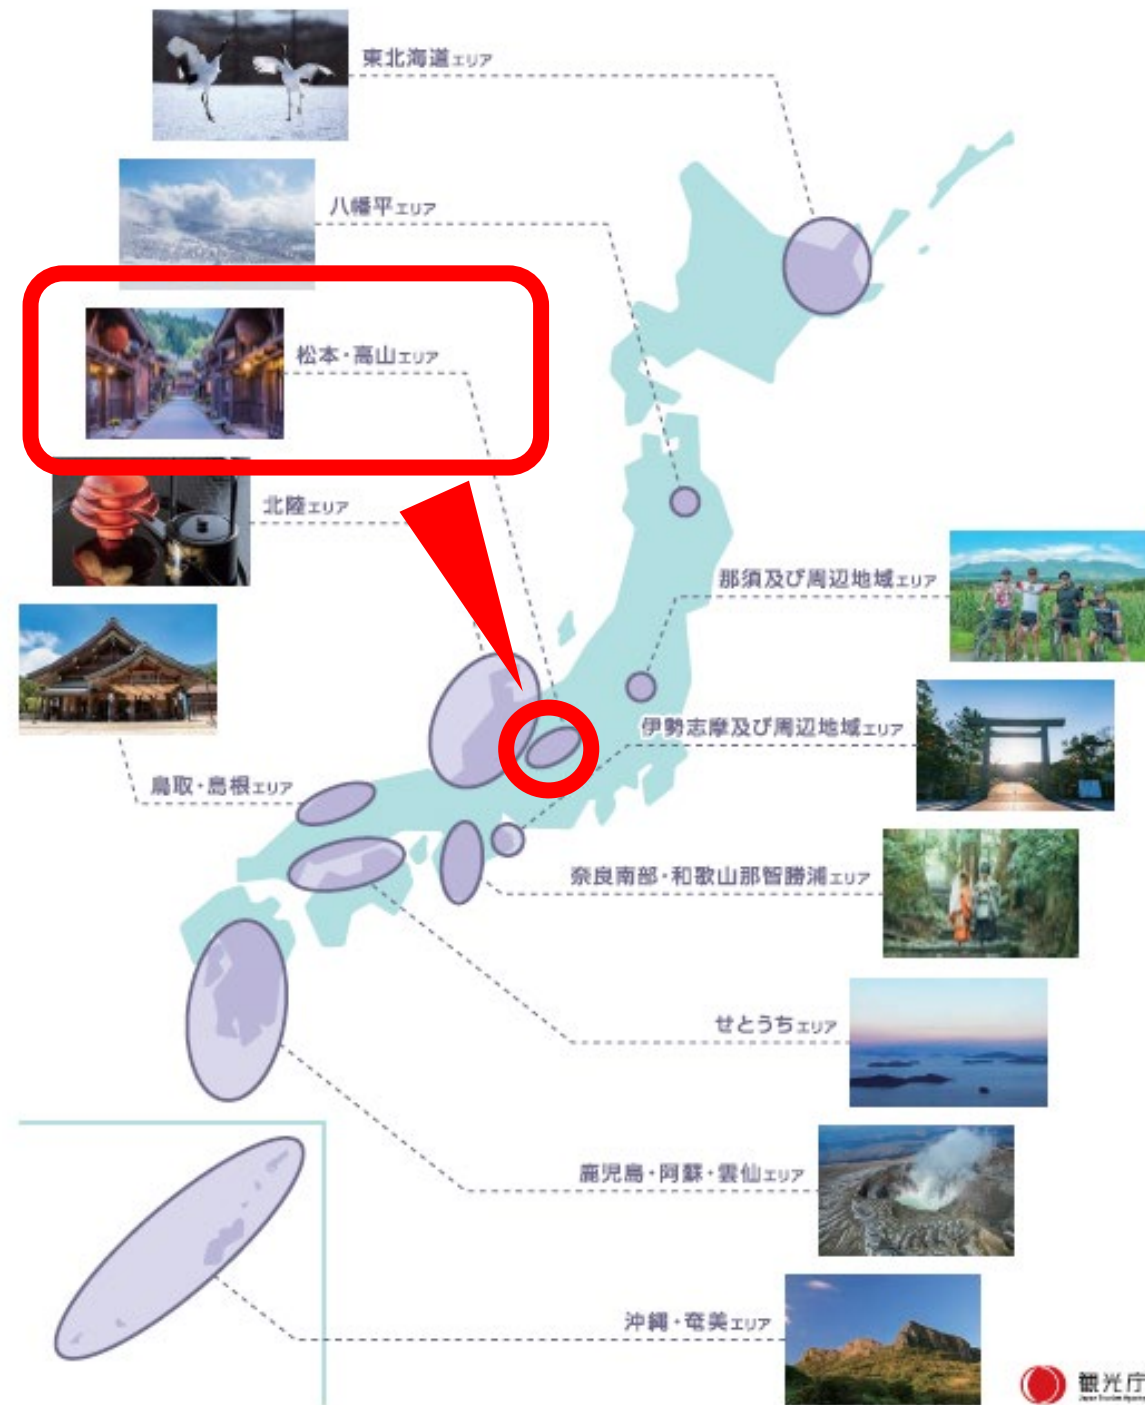 東北海道エリア
八幡平エリア
松本・高山エリア
北陸エリア
那須及び周辺地域エリア
伊勢志摩及び周辺地域エリア
鳥取・島根エリア
奈良南部・和歌山那智勝浦エリア
せとうちエリア
鹿児島・阿蘇・雲仙エリア
沖縄・奄美エリア
観光庁
Japan Tourism Agency